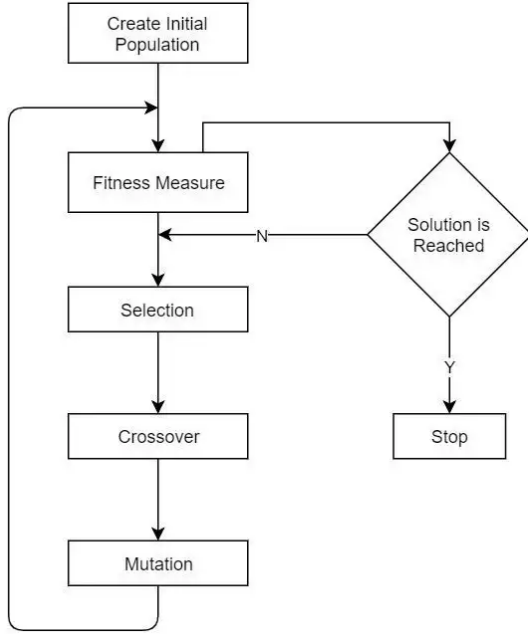 Create Initial
Population
Fitness Measure
Solution is
Reached
N
Selection
Y
Crossover
Stop
Mutation